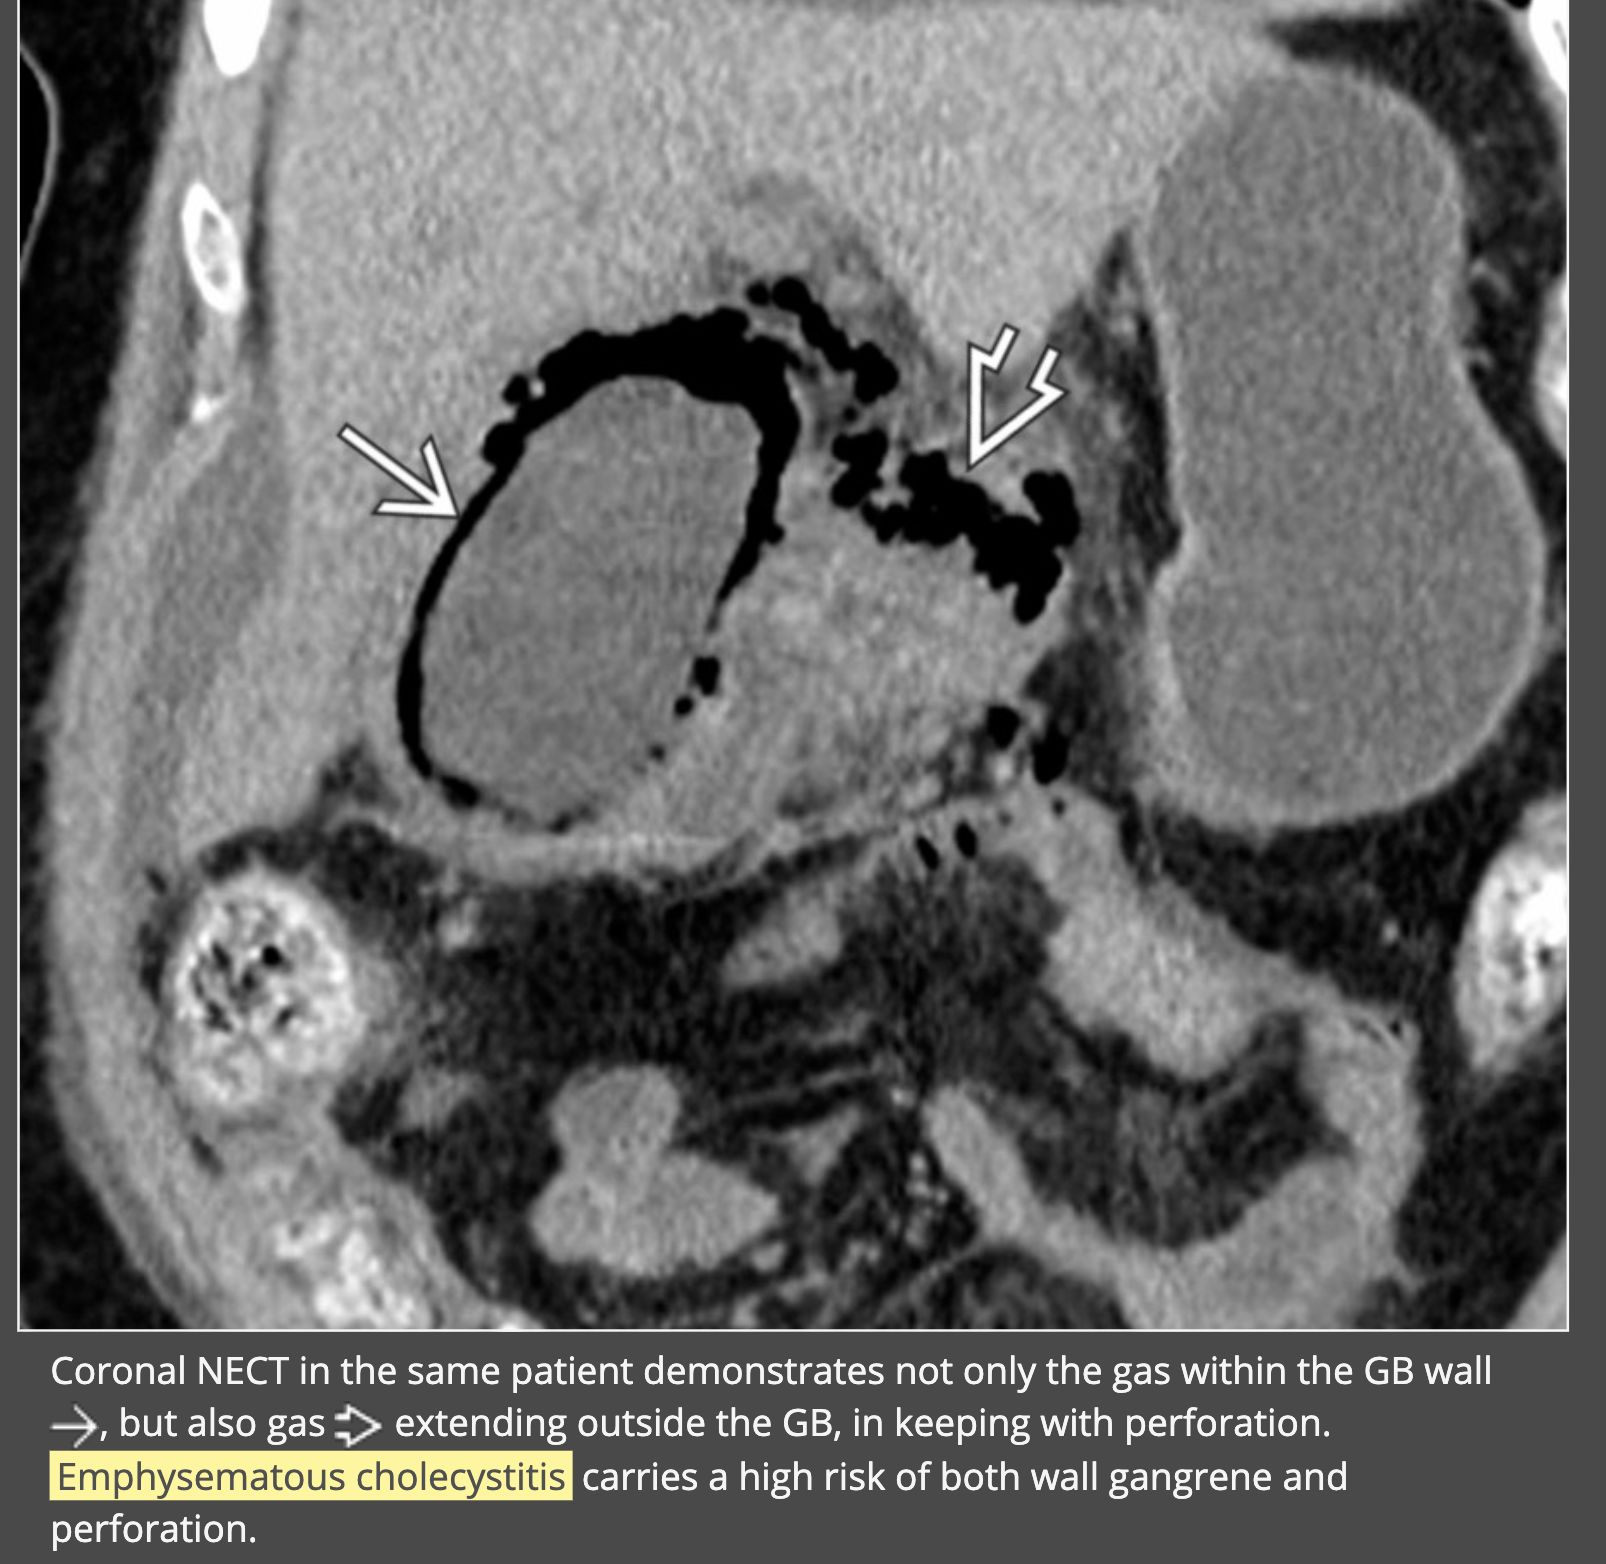 Coronal NECT in the same patient demonstrates not only the gas within the GB wall
→, but also gas ⇨ extending outside the GB, in keeping with perforation.
Emphysematous cholecystitis carries a high risk of both wall gangrene and
perforation.